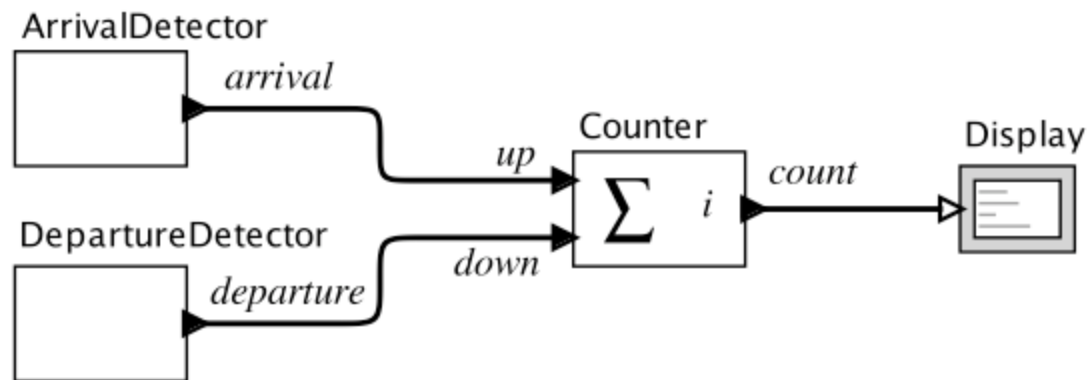 ArrivalDetector
arrival
Counter
Display
up
Σ
i
count
DepartureDetector
down
departure